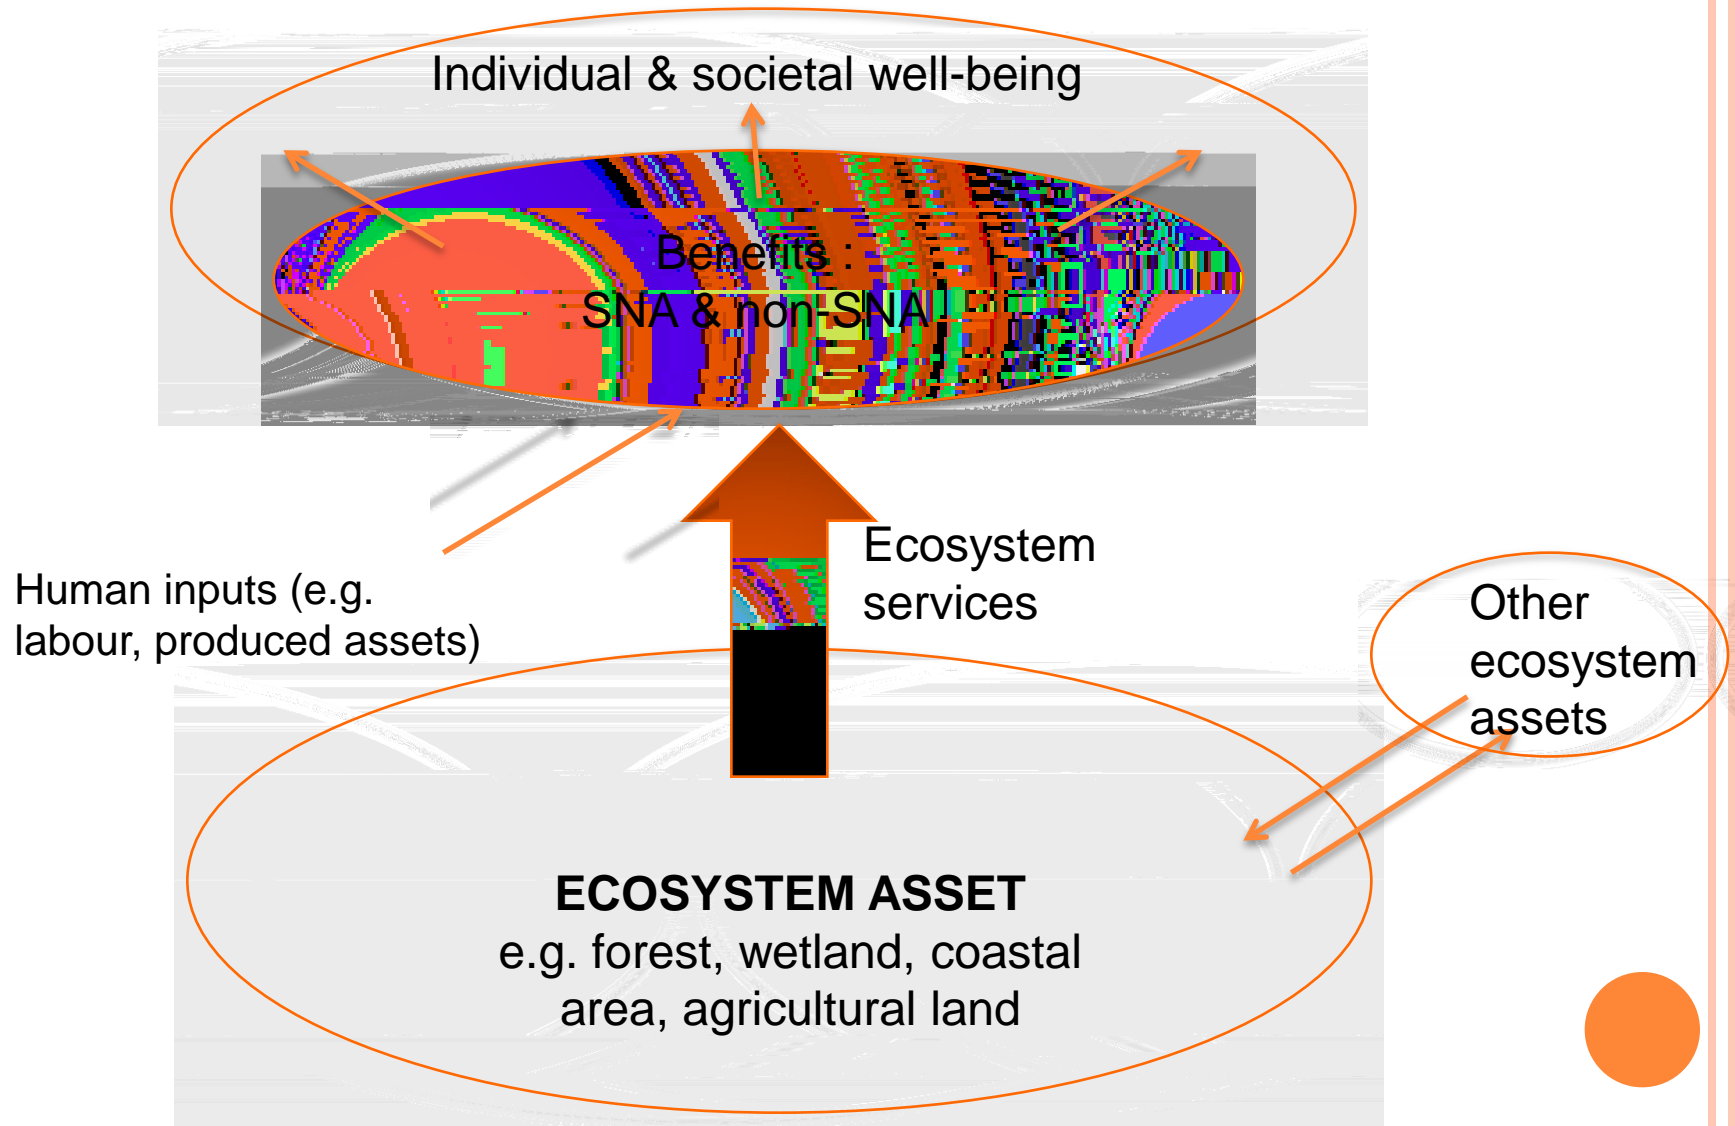 Individual & societal well-being
Benefits :
SNA & non-SNA
Ecosystem
services
Human inputs (e.g.
labour, produced assets)
Other
ecosystem
assets
ECOSYSTEM ASSET
e.g. forest, wetland, coastal
area, agricultural land